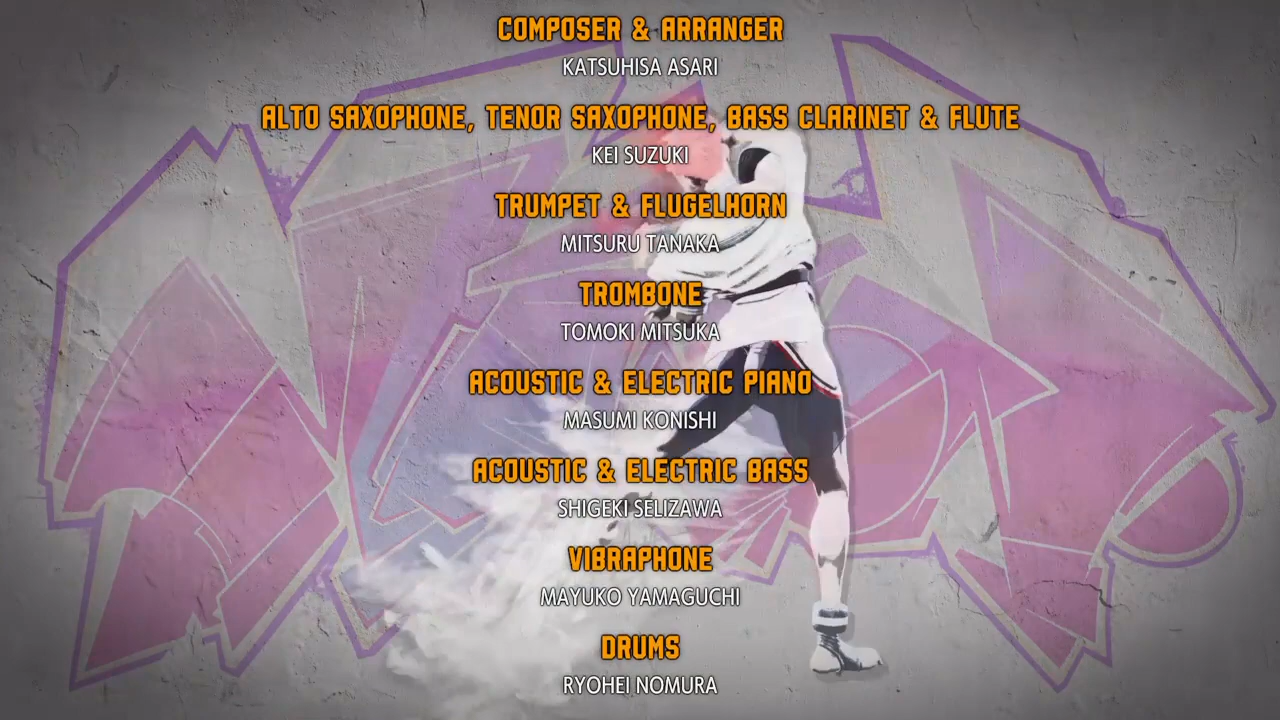 COMPOSER & ARRANGER
KATSUHISA ASARI
ALTO SAXOPHONE, TENOR SAXOPHONE, BASS CLARINET & FLUTE
KEI SUZUKI
TRUMPET & FLUGELHORN
MITSURU TANAKA
TROMBONE
TOMOKI MITSUKA
ACOUSTIC & ELECTRIC PIANO
MASUMI KONISHI
ACOUSTIC & ELECTRIC BASS
SHIGEKI SELIZAWA
VIBRAPHONE
MAYUKO YAMAGUCHI
DRUMS
RYOHEI NOMURA